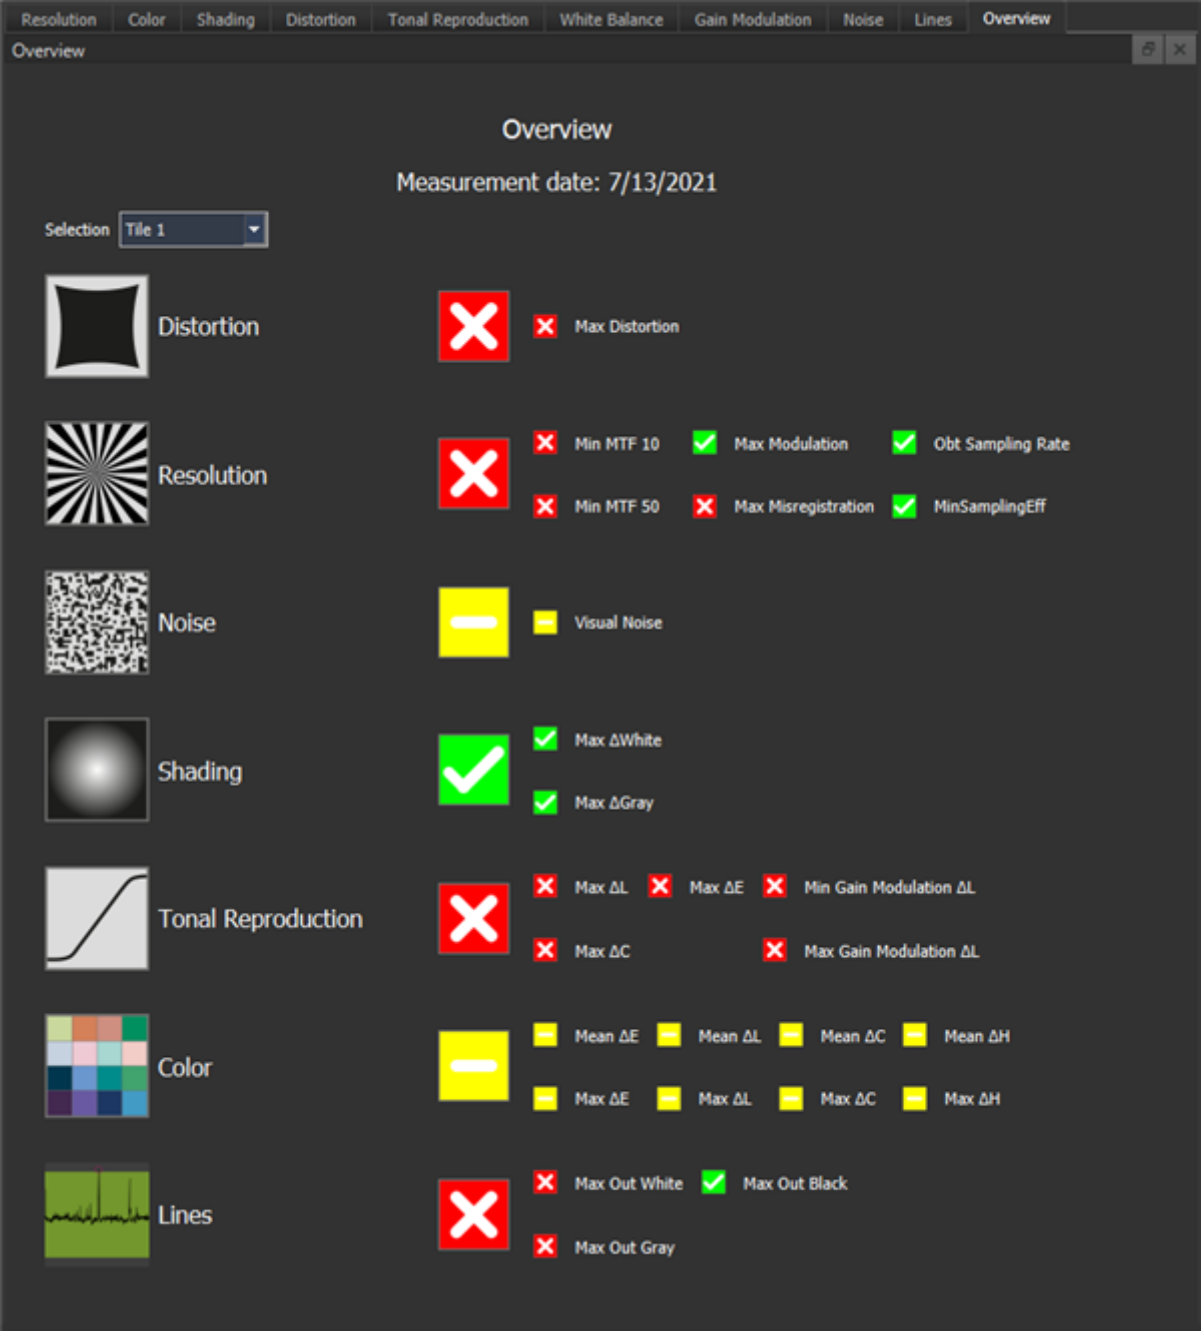 Resolution Color Shading Distortion Tonal Reproduction White Balance Gain Modulation Noise Lines Overview
Overview
Overview
Measurement date: 7/13/2021
Selection Tile 1
Distortion Max Distortion
Min MTF 10 Max Modulation Obt Sampling Rate
Resolution
Min MTF 50 Max Misregistration MinSamplingEff
Noise Visual Noise
Max ΔWhite
Shading
Max ΔGray
Max ΔL Max ΔE Min Gain Modulation ΔL
Tonal Reproduction
Max ΔC Max Gain Modulation ΔL
Mean ΔE Mean ΔL Mean ΔC Mean ΔH
Color
Max ΔE Max ΔL Max ΔC Max ΔH
Max Out White Max Out Black
Lines
Max Out Gray